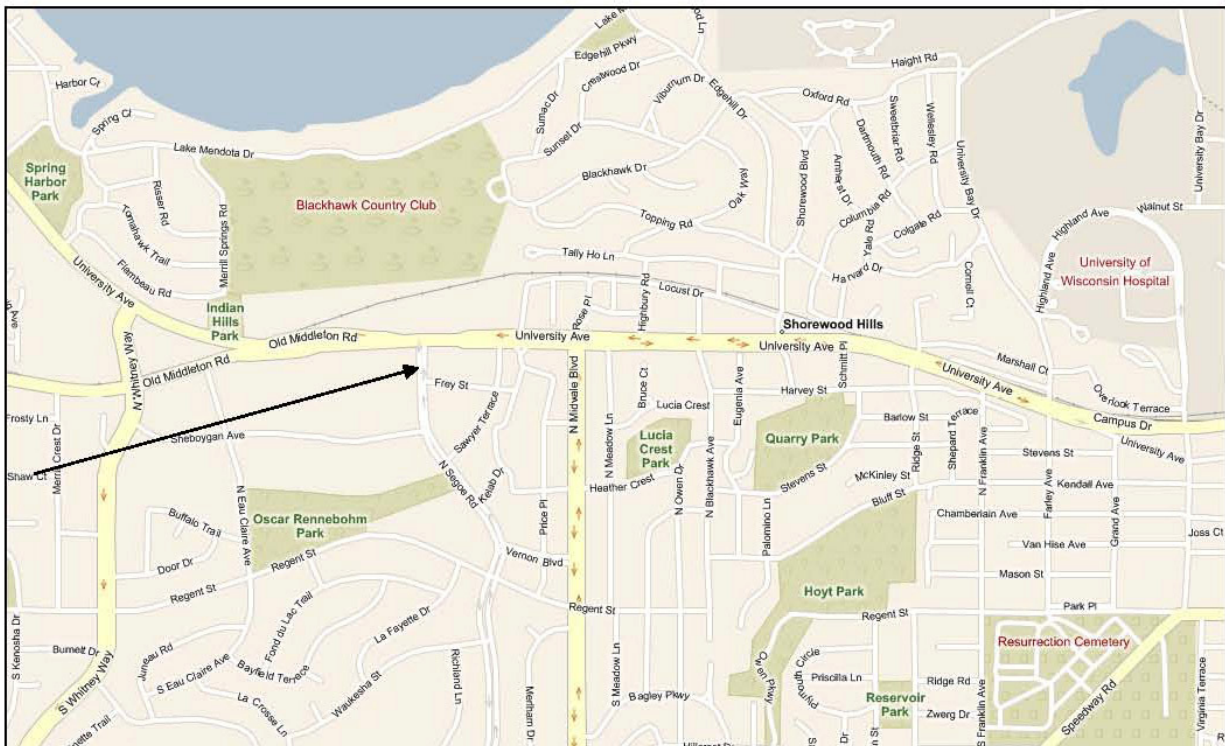 Lake M
Edgehill Pkwy
Crestwood Dr
Viburnum Dr
Edgehill Dr
Haight Rd
Harbor Ct
Spring Ct
Sumac Dr
Sunset Dr
Oxford Rd
Dartmouth Rd
Sweetbriar Rd
Wellesley Rd
University Bay Dr
University Bay Dr
Lake Mendota Dr
Spring
Harbor
Park
Risser Rd
Tomahawk Trail
Merrill Springs Rd
Blackhawk Country Club
Blackhawk Dr
Oak Way
Shorewood Blvd
Amherst Dr
Columbia Rd
Yale Rd
Colgate Rd
Highland Ave
Walnut St
Topping Rd
Tally Ho Ln
Harvard Dr
Cornell Ct
Highland Ave
University of
Wisconsin Hospital
University Ave
Flambeau Rd
Indian
Hills
Park
Rose Pl
Highbury Rd
Locust Dr
Shorewood Hills
Old Middleton Rd
University Ave
University Ave
Schmitt Pl
Marshall Ct
University Ave
Overlook Terrace
Campus Dr
University Ave
N Whitney Way
Old Middleton Rd
Frey St
Sawyer Terrace
N Midvale Blvd
N Meadow Ln
Bruce Ct
Lucia Crest
Eugenia Ave
Harvey St
Barlow St
Ridge St
Shepard Terrace
N Franklin Ave
Stevens St
Frosty Ln
Merrill Crest Dr
Shaw Ct
Sheboygan Ave
N Segoe Rd
Kelab Dr
Lucia
Crest
Park
Quarry Park
Heather Crest
N Owen Dr
N Blackhawk Ave
Stevens St
McKinley St
Bluff St
Farley Ave
Kendall Ave
Grand Ave
N Eau Claire Ave
Oscar Rennebohm
Park
Buffalo Trail
Price Pl
Palomino Ln
Chamberlain Ave
Van Hise Ave
Joss Ct
Door Dr
Regent St
Vernon Blvd
Mason St
Hoyt Park
Regent St
Regent St
Regent St
Park Pl
S Kenosha Dr
Burnett Dr
Juneau Rd
Fond du Lac Trail
La Fayette Dr
Resurrection Cemetery
S Whitney Way
S Eau Claire Ave
Bayfield Terrace
Waukesha St
La Crosse Ln
Richland Ln
Merlham Dr
S Meadow Ln
Bagley Pkwy
Owen Pkwy
Plymouth Circle
Priscilla Ln
Reservoir
Park
Ridge Rd
Zwerg Dr
S Franklin Ave
Speedway Rd
Virginia Terrace
Hillcrest Dr